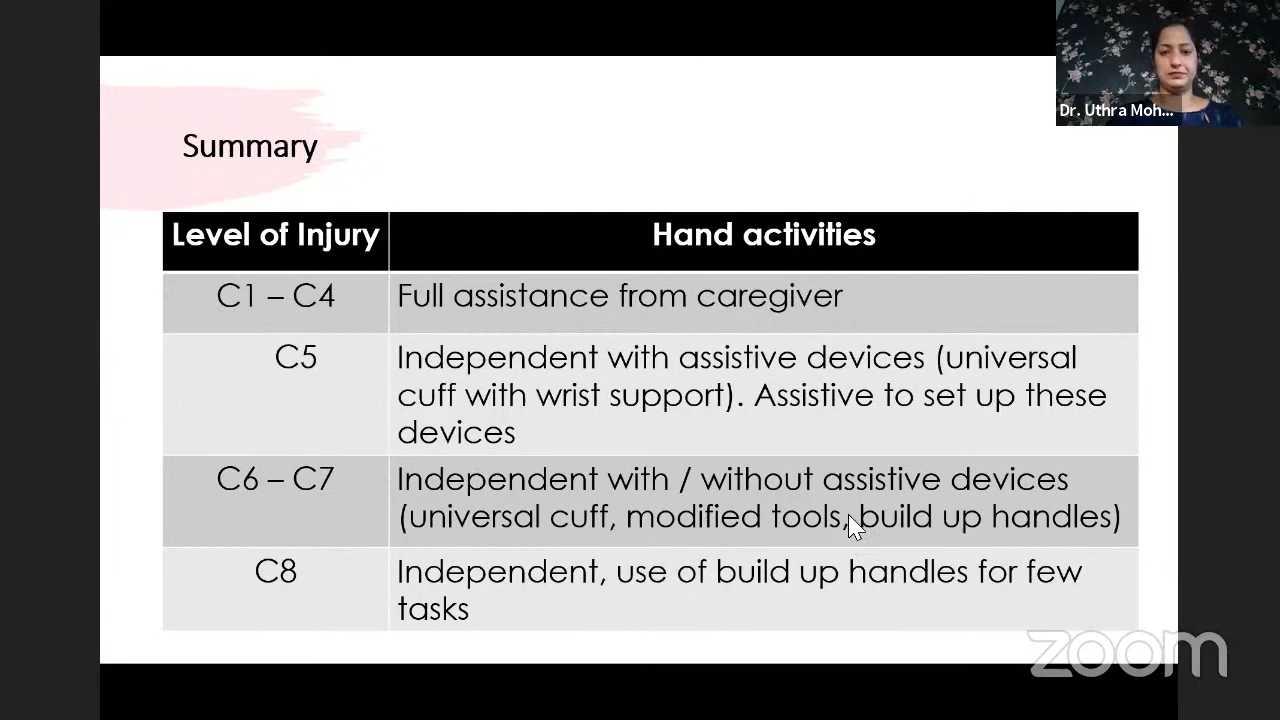 Dr. Uthra Moh...
Summary
Level of Injury
Hand activities
C1 – C4
Full assistance from caregiver
C5
Independent with assistive devices (universal
cuff with wrist support). Assistive to set up these
devices
C6 – C7
Independent with / without assistive devices
(universal cuff, modified tools, build up handles)
C8
Independent, use of build up handles for few
tasks
zoom